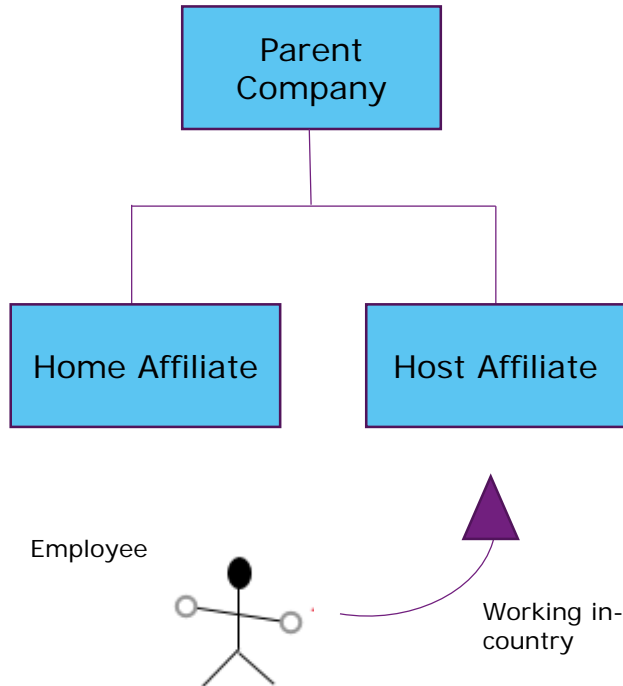 Parent
Company
Home Affiliate
Host Affiliate
Employee
Working in-
country